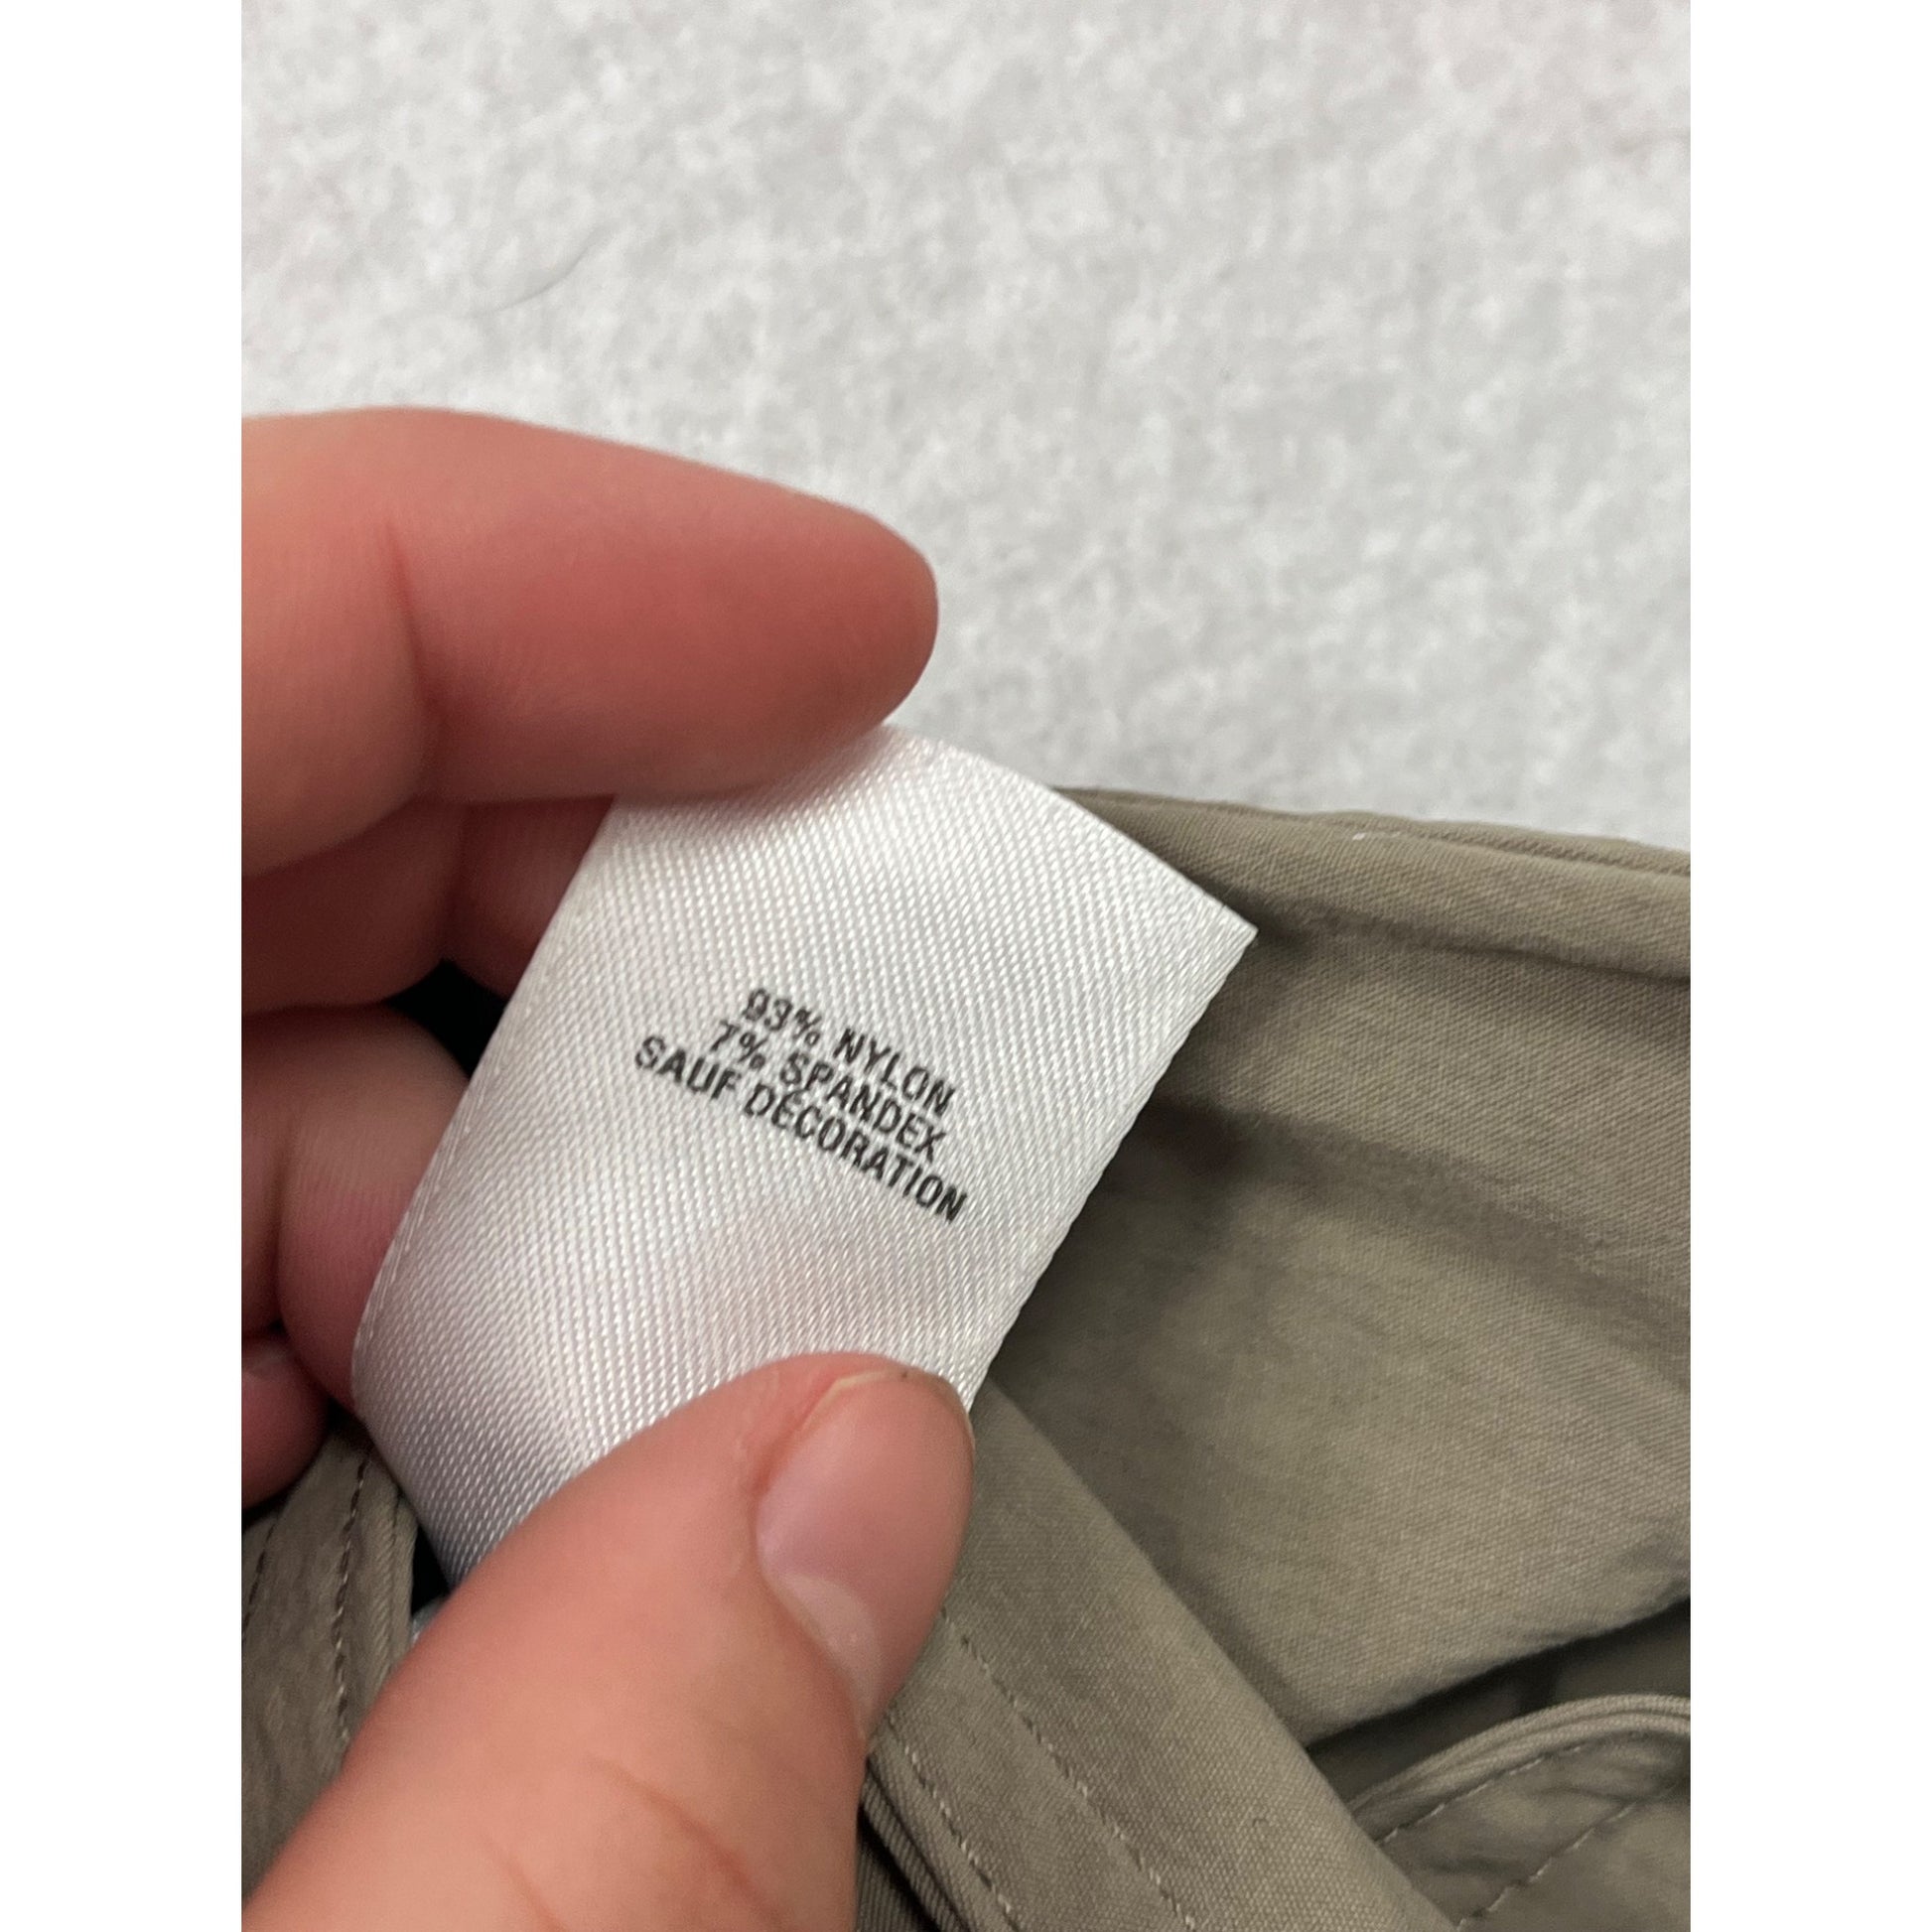 93% NYLON
7% SPANDEX
SAUF DÉCORATION